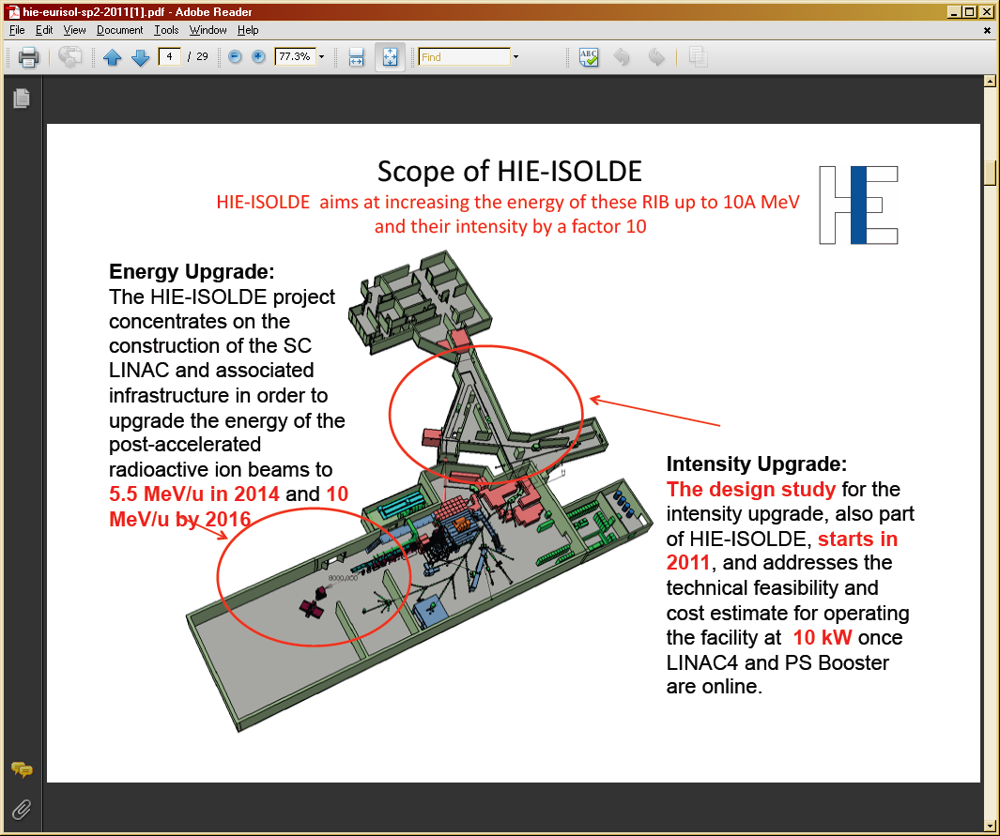 hie-eurisol-sp2-2011[1].pdf - Adobe Reader
File Edit View Document Tools Window Help
4 / 29 77.3% Find
ABC
Scope of HIE-ISOLDE
HIE-ISOLDE aims at increasing the energy of these RIB up to 10A MeV
and their intensity by a factor 10
HE
Energy Upgrade:
The HIE-ISOLDE project
concentrates on the
construction of the SC
LINAC and associated
infrastructure in order to
upgrade the energy of the
post-accelerated
radioactive ion beams to
5.5 MeV/u in 2014 and 10
MeV/u by 2016
8000,000
Intensity Upgrade:
The design study for the
intensity upgrade, also part
of HIE-ISOLDE, starts in
2011, and addresses the
technical feasibility and
cost estimate for operating
the facility at 10 kW once
LINAC4 and PS Booster
are online.